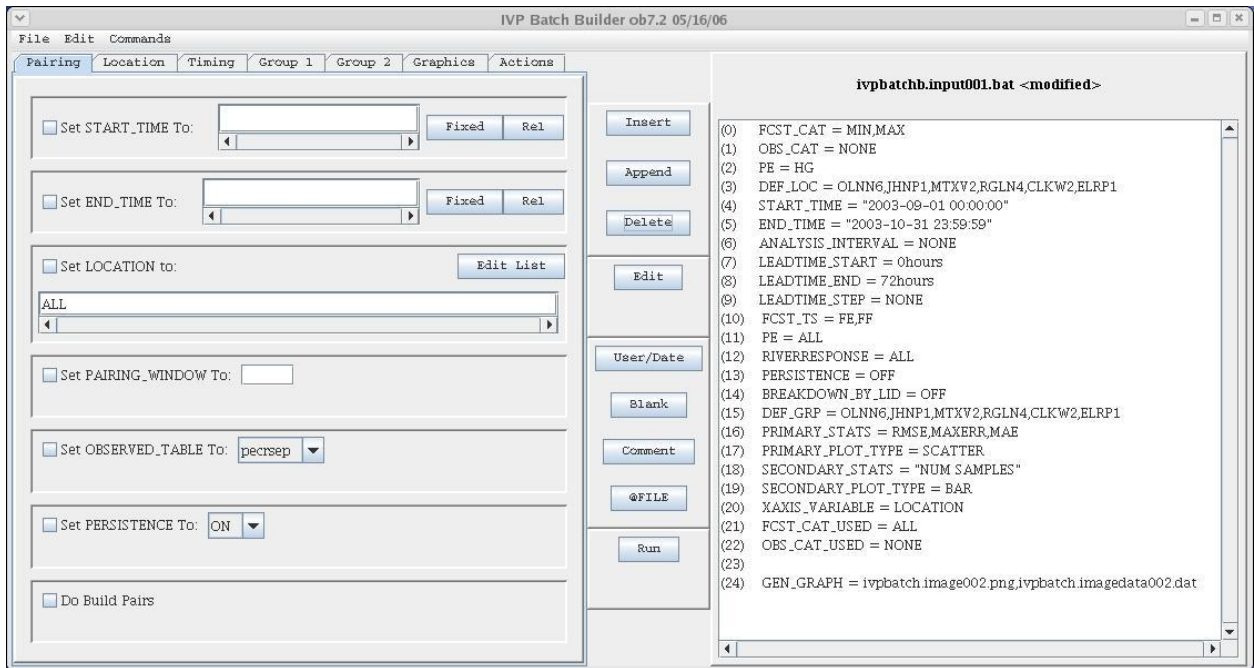 IVP Batch Builder ob7.2 05/16/06
File Edit Commands
Pairing Location Timing Group 1 Group 2 Graphics Actions
Set START_TIME To: Fixed Rel
Set END_TIME To: Fixed Rel
Set LOCATION to: Edit List
ALL
Set PAIRING_WINDOW To:
Set OBSERVED_TABLE To: pecrsep
Set PERSISTENCE To: ON
Do Build Pairs
Insert
Append
Delete
Edit
User/Date
Blank
Comment
@FILE
Run
ivpbatchb.input001.bat <modified>
(0) FCST_CAT = MIN,MAX
(1) OBS_CAT = NONE
(2) PE = HG
(3) DEF_LOC = OLNN6,JHNP1,MTXV2,RGLN4,CLKW2,ELRP1
(4) START_TIME = "2003-09-01 00:00:00"
(5) END_TIME = "2003-10-31 23:59:59"
(6) ANALYSIS_INTERVAL = NONE
(7) LEADTIME_START = 0hours
(8) LEADTIME_END = 72hours
(9) LEADTIME_STEP = NONE
(10) FCST_TS = FE,FF
(11) PE = ALL
(12) RIVERRESPONSE = ALL
(13) PERSISTENCE = OFF
(14) BREAKDOWN_BY_LID = OFF
(15) DEF_GRP = OLNN6,JHNP1,MTXV2,RGLN4,CLKW2,ELRP1
(16) PRIMARY_STATS = RMSE,MAXERR,MAE
(17) PRIMARY_PLOT_TYPE = SCATTER
(18) SECONDARY_STATS = "NUM SAMPLES"
(19) SECONDARY_PLOT_TYPE = BAR
(20) XAXIS_VARIABLE = LOCATION
(21) FCST_CAT_USED = ALL
(22) OBS_CAT_USED = NONE
(23)
(24) GEN_GRAPH = ivpbatch.image002.png,ivpbatch.imagedata002.dat